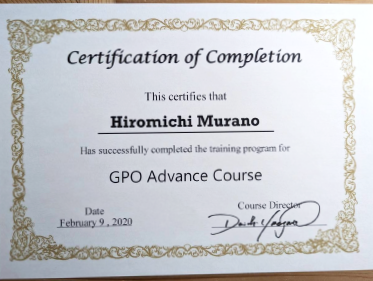 Certification of Completion
This certifies that
Hiromichi Murano
Has successfully completed the training program for
GPO Advance Course
Date
Course Director
February 9 , 2020